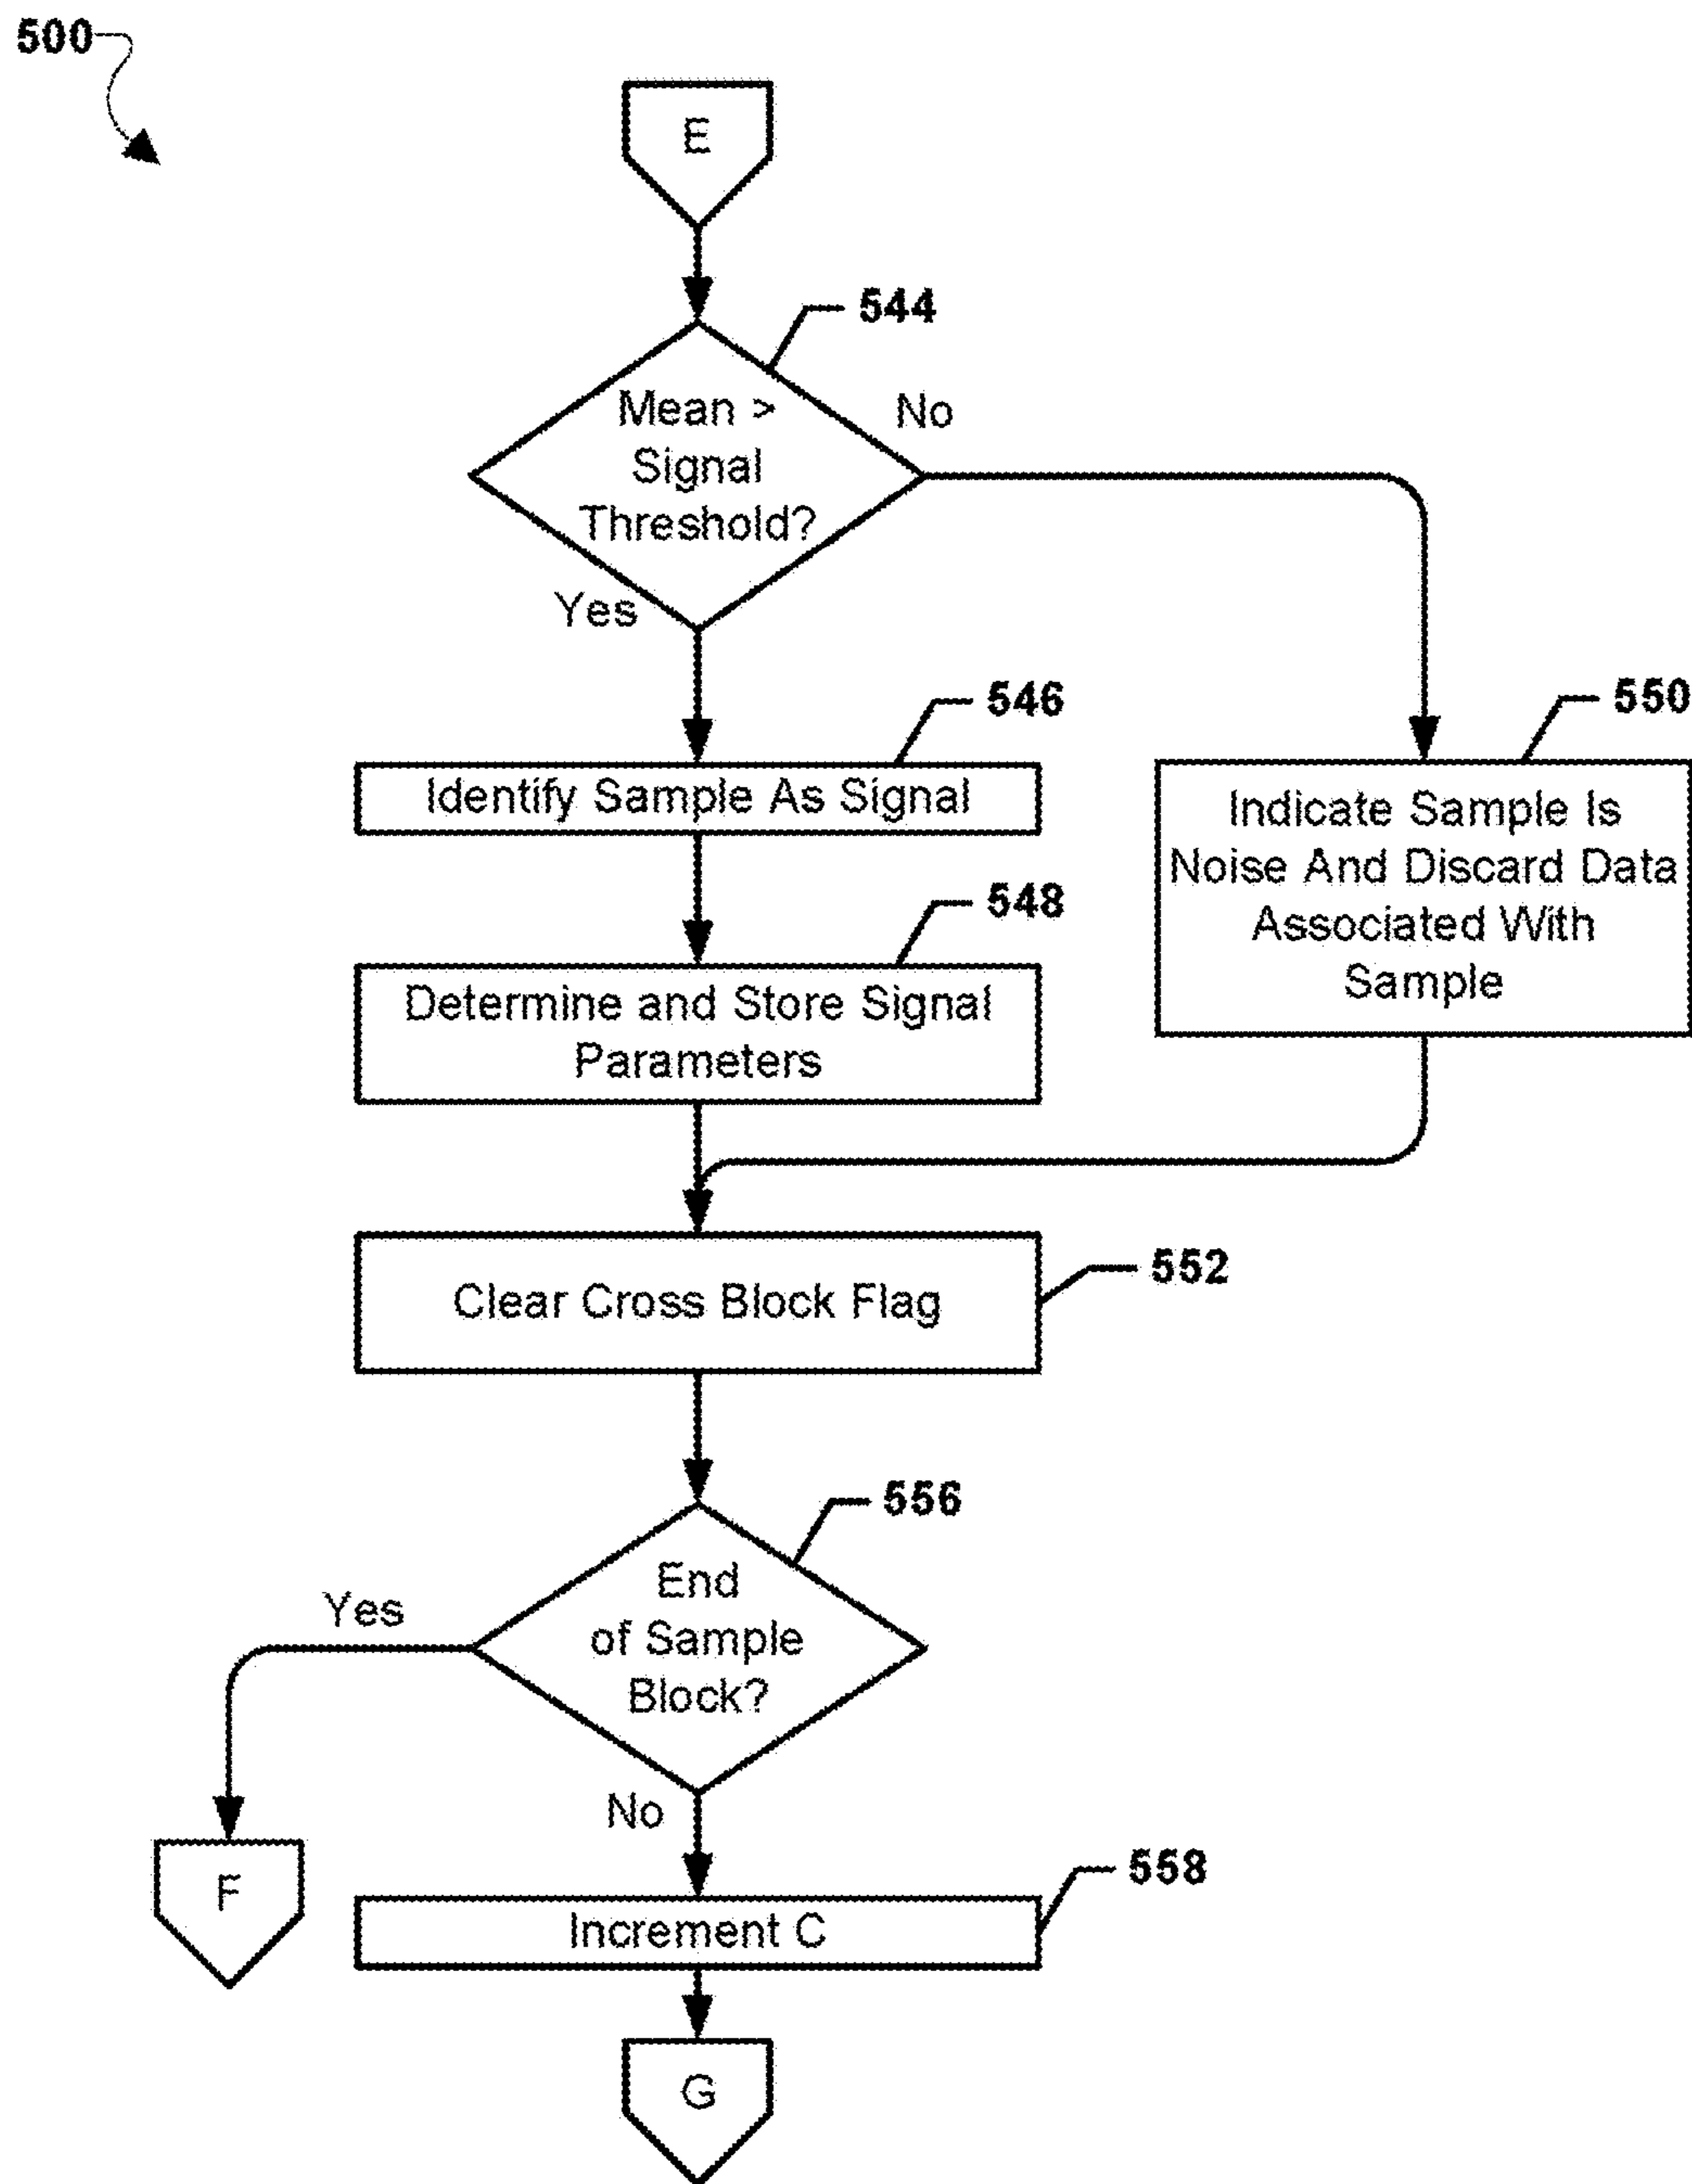 500
E
544
Mean >
Signal
Threshold?
No
Yes
546
Identify Sample As Signal
550
Indicate Sample Is
Noise And Discard Data
Associated With
Sample
548
Determine and Store Signal
Parameters
552
Clear Cross Block Flag
556
End
of Sample
Block?
Yes
No
F
558
Increment C
G